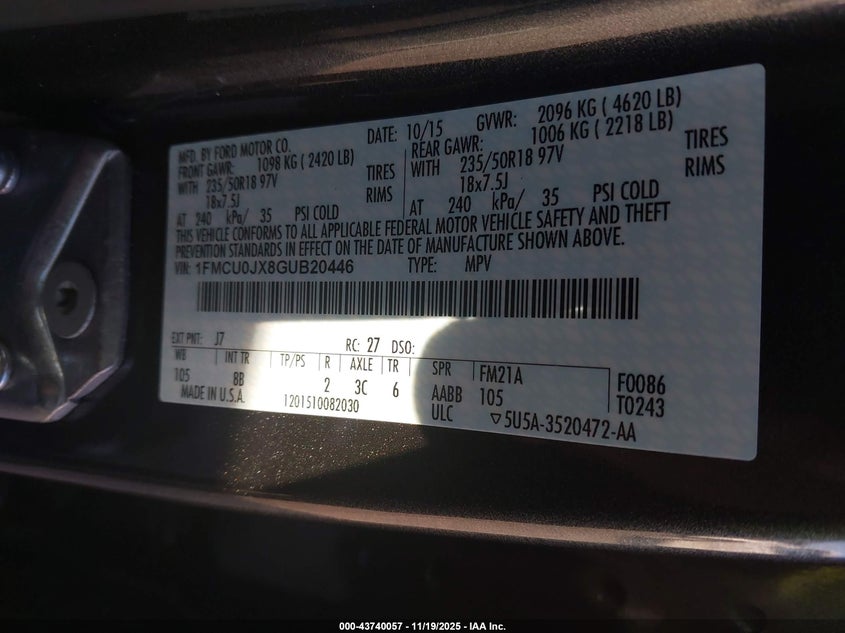 MFD. BY FORD MOTOR CO.
DATE: 10/15
GVWR: 2096 KG ( 4620 LB)
FRONT GAWR: 1098 KG ( 2420 LB)
WITH 235/50R18 97V TIRES
18x7.5J RIMS
AT 240 kPa/ 35 PSI COLD
REAR GAWR: 1006 KG ( 2218 LB)
WITH 235/50R18 97V TIRES
18x7.5J RIMS
AT 240 kPa/ 35 PSI COLD
THIS VEHICLE CONFORMS TO ALL APPLICABLE FEDERAL MOTOR VEHICLE SAFETY AND THEFT
PREVENTION STANDARDS IN EFFECT ON THE DATE OF MANUFACTURE SHOWN ABOVE.
VIN: 1FMCU0JX8GUB20446 TYPE: MPV
EXT PNT: J7 RC: 27 DSO:
WB INT TR TP/PS R AXLE TR SPR FM21A F0086
105 8B 2 3C 6 AABB 105 T0243
MADE IN U.S.A. 1201510082030 ULC ▽5U5A-3520472-AA
000-43740057 - 11/19/2025 - IAA Inc.